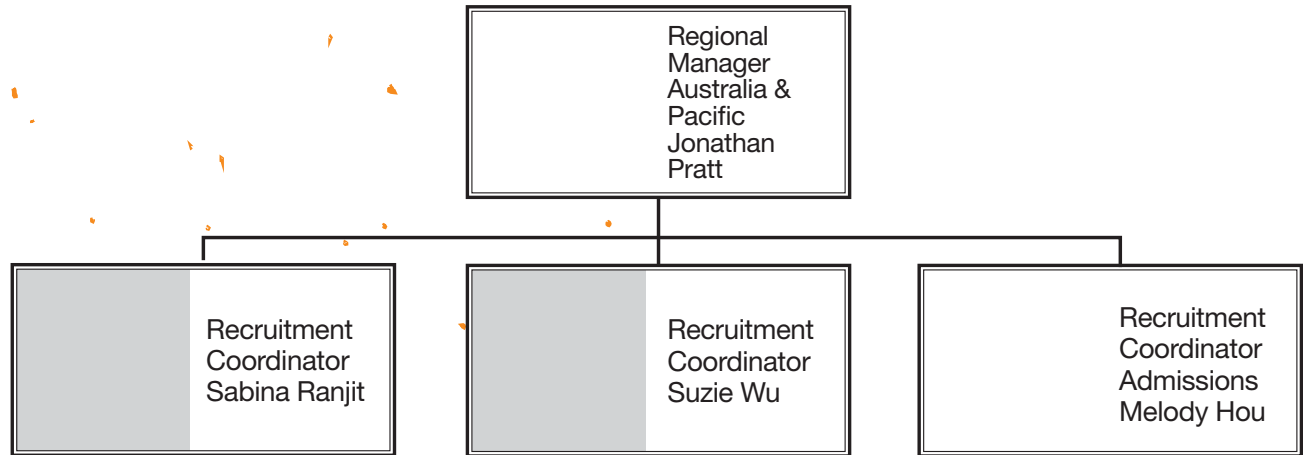 Regional
Manager
Australia &
Pacific
Jonathan
Pratt
Recruitment
Coordinator
Sabina Ranjit
Recruitment
Coordinator
Suzie Wu
Recruitment
Coordinator
Admissions
Melody Hou